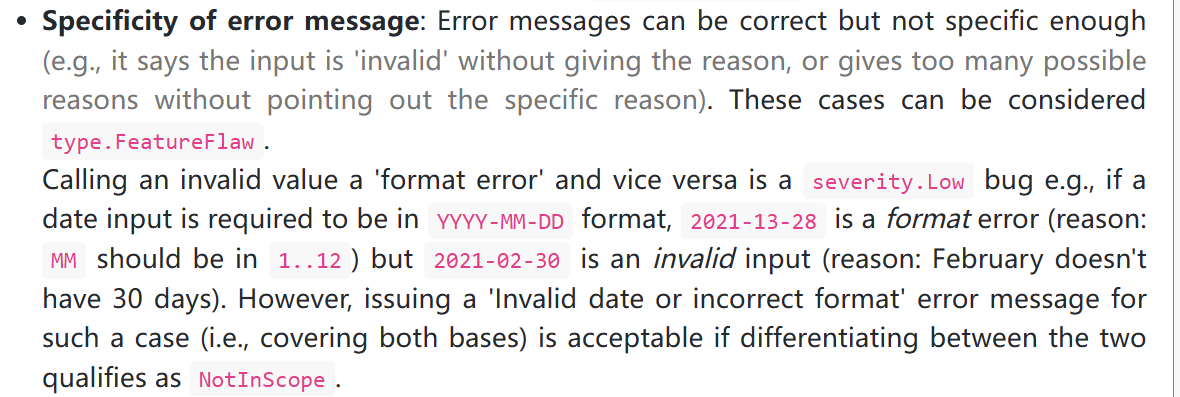 • Specificity of error message: Error messages can be correct but not specific enough
(e.g., it says the input is 'invalid' without giving the reason, or gives too many possible
reasons without pointing out the specific reason). These cases can be considered
type.FeatureFlaw.
Calling an invalid value a 'format error' and vice versa is a severity.Low bug e.g., if a
date input is required to be in YYYY-MM-DD format, 2021-13-28 is a format error (reason:
MM should be in 1..12) but 2021-02-30 is an invalid input (reason: February doesn't
have 30 days). However, issuing a 'Invalid date or incorrect format' error message for
such a case (i.e., covering both bases) is acceptable if differentiating between the two
qualifies as NotInScope.